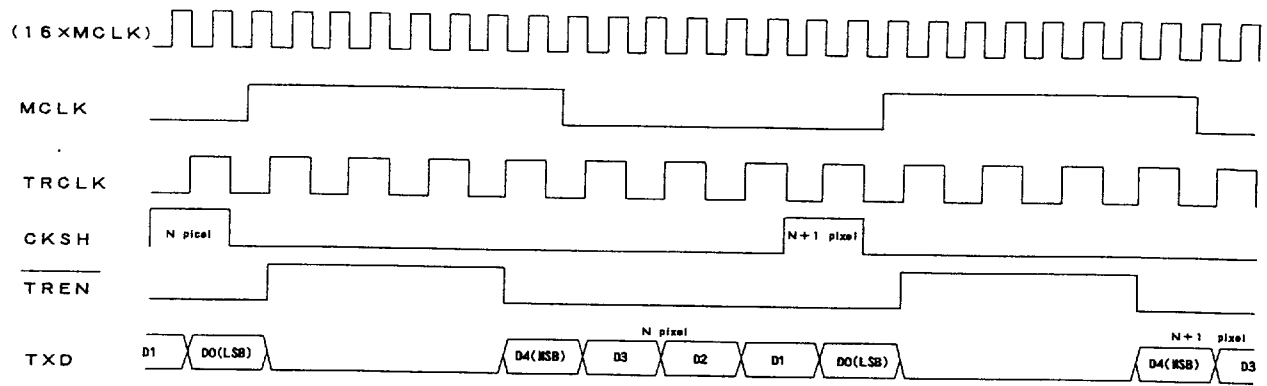 (16×MCLK)
MCLK
TRCLK
CKSH N picel N+1 pixel
TREN
N pixel N+1 pixel
TXD D1 D0(LSB) D4(MSB) D3 D2 D1 D0(LSB) D4(MSB) D3